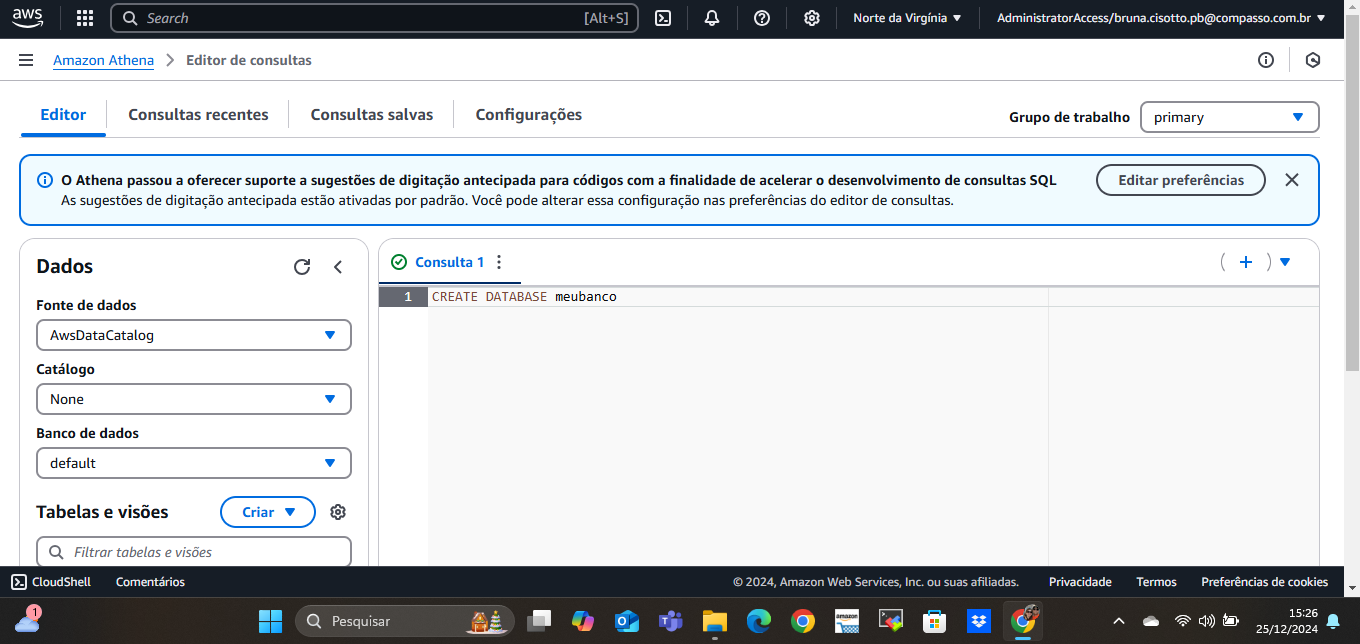 aws
Search
[Alt+S]
Norte da Virgínia
AdministratorAccess/bruna.cisotto.pb@compasso.com.br
Amazon Athena
Editor de consultas
Editor
Consultas recentes
Consultas salvas
Configurações
Grupo de trabalho
primary
O Athena passou a oferecer suporte a sugestões de digitação antecipada para códigos com a finalidade de acelerar o desenvolvimento de consultas SQL
As sugestões de digitação antecipada estão ativadas por padrão. Você pode alterar essa configuração nas preferências do editor de consultas.
Editar preferências
Dados
Fonte de dados
AwsDataCatalog
Catálogo
None
Banco de dados
default
Tabelas e visões
Criar
Filtrar tabelas e visões
Consulta 1
1 CREATE DATABASE meubanco
CloudShell
Comentários
© 2024, Amazon Web Services, Inc. ou suas afiliadas.
Privacidade
Termos
Preferências de cookies
1
Pesquisar
amazon
15:26
25/12/2024